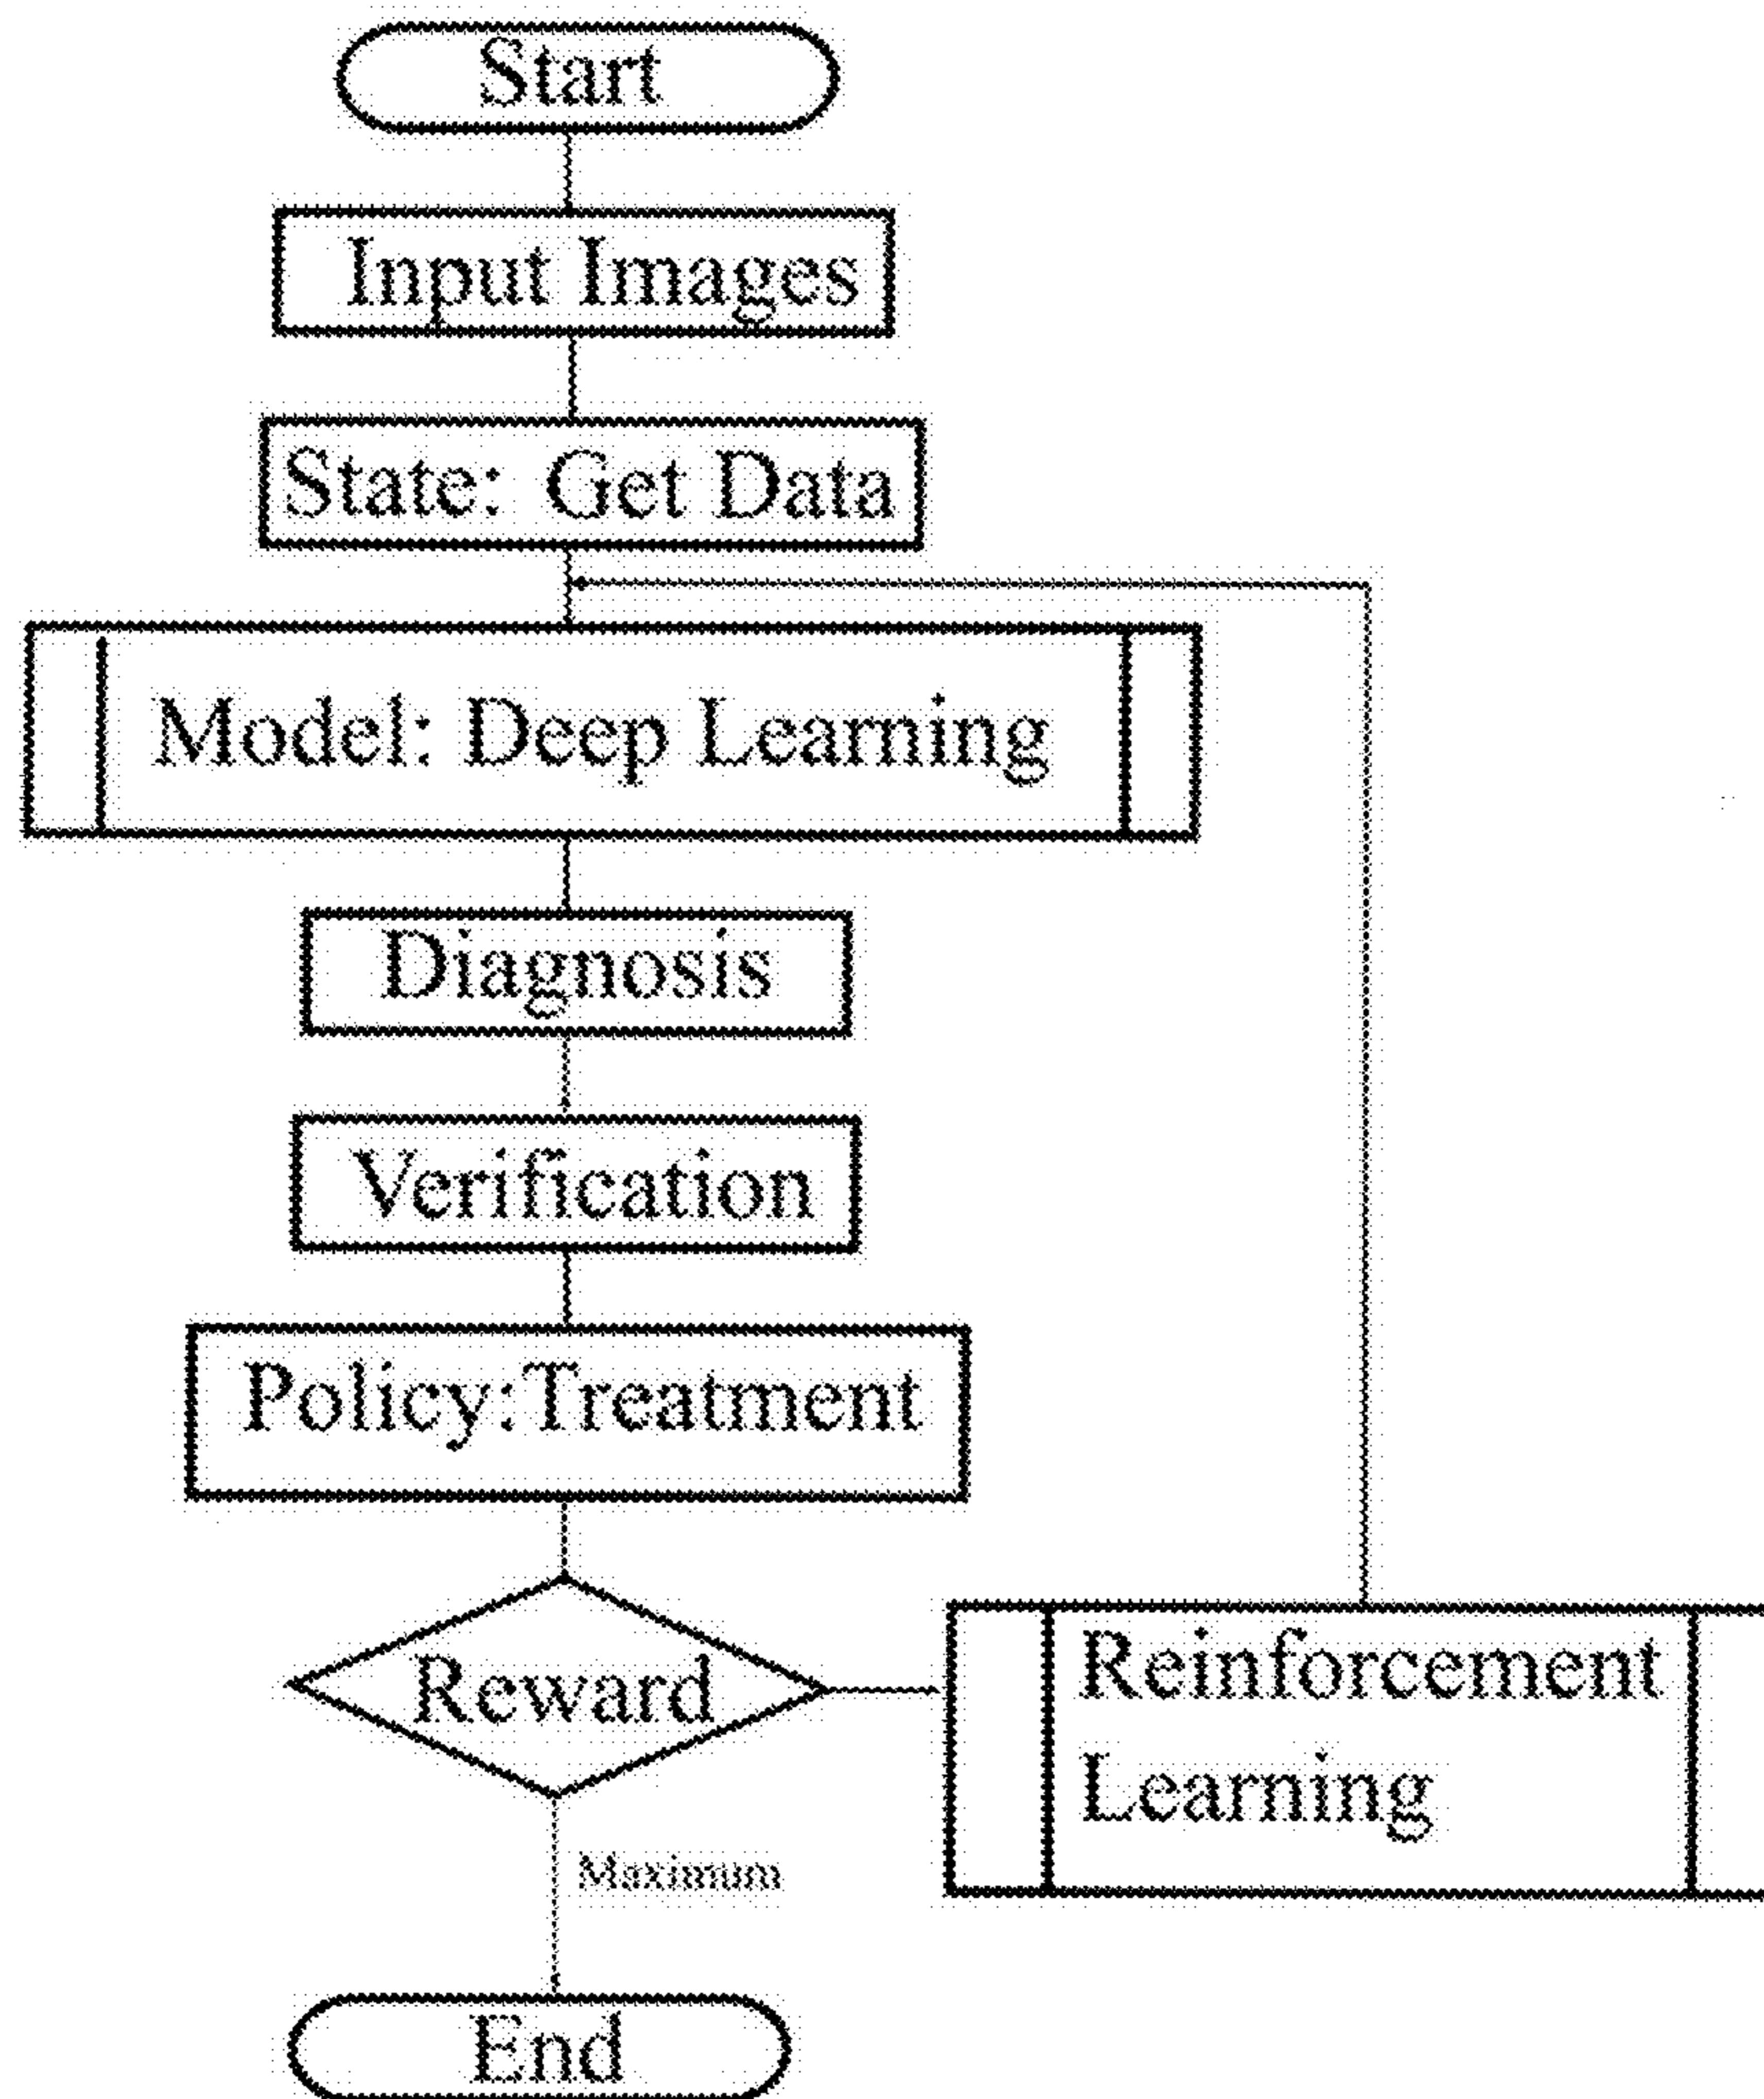 Start
Input Images
State: Get Data
Model: Deep Learning
Diagnosis
Verification
Policy:Treatment
Reward
Reinforcement
Learning
Maximum
End